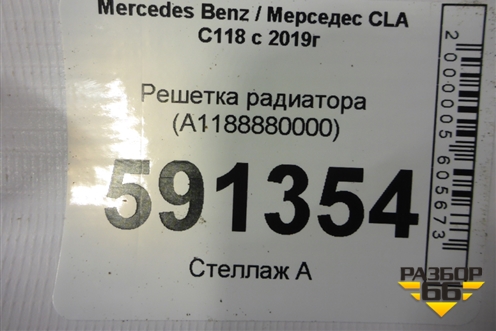 Mercedes Benz / Мерседес CLA
C118 с 2019г
Решетка радиатора
(A1188880000)
591354
Стеллаж А
2000005605673
РАЗБОР
66